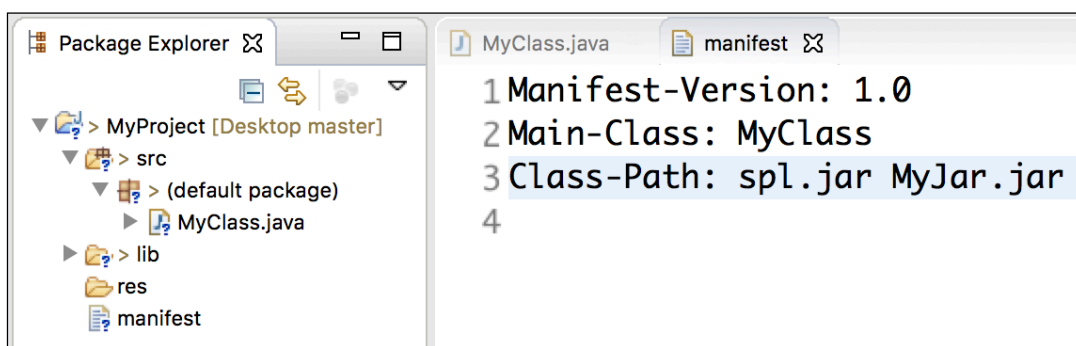 Package Explorer
> MyProject [Desktop master]
> src
> (default package)
MyClass.java
> lib
res
manifest
MyClass.java
manifest
1 Manifest-Version: 1.0
2 Main-Class: MyClass
3 Class-Path: spl.jar MyJar.jar
4